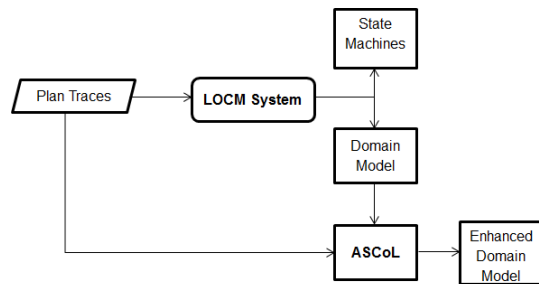 State
Machines
Plan Traces
LOCM System
Domain
Model
ASCoL
Enhanced
Domain
Model